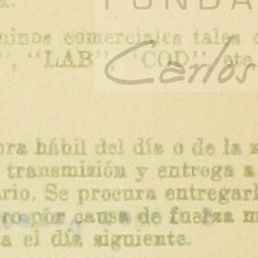 FUNDA
a.
minos comerciales tales c
", "LAB" "COD", etc
Carlos
ora hábil del día o de la
transmisión y entrega a
ario. Se procura entregarl
ero por causa de fuerza m
a el día siguiente.